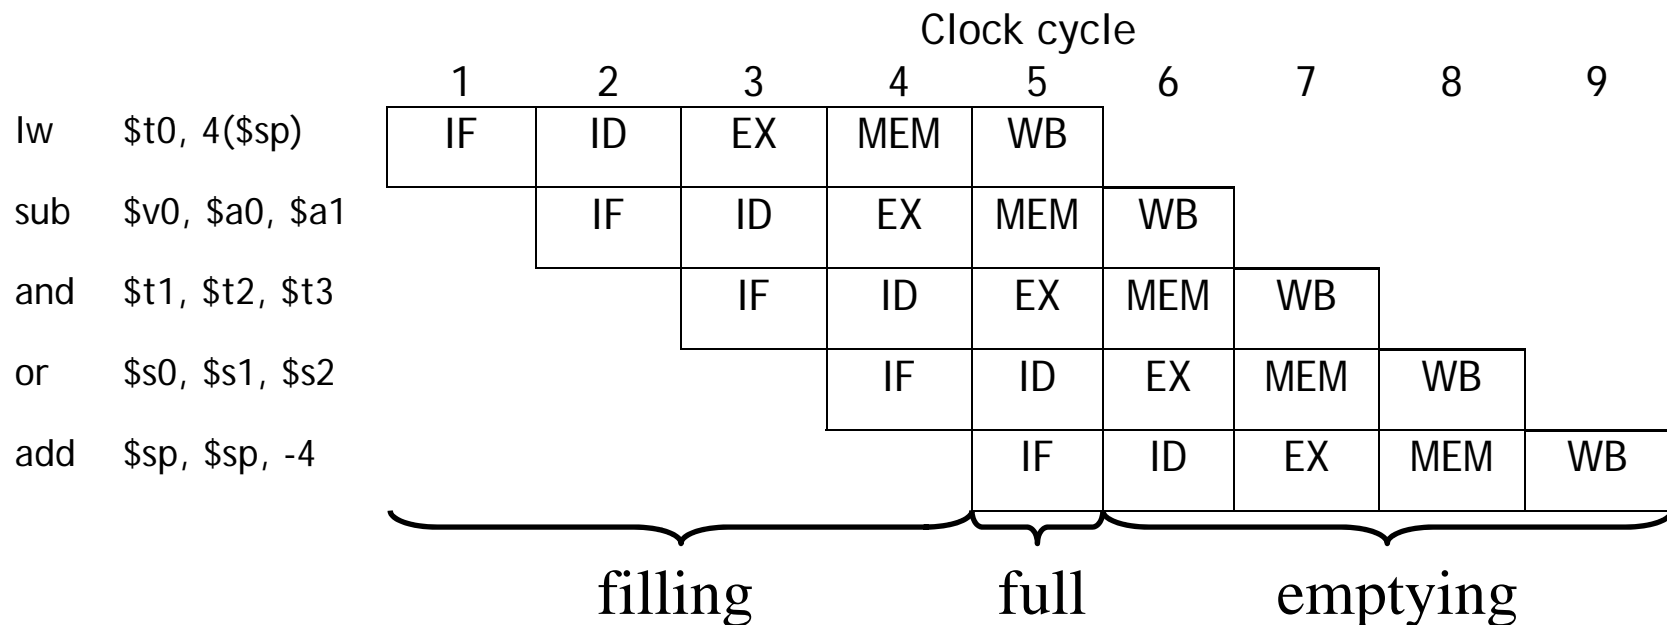 Clock cycle
1 2 3 4 5 6 7 8 9
lw $t0, 4($sp) IF ID EX MEM WB
sub $v0, $a0, $a1 IF ID EX MEM WB
and $t1, $t2, $t3 IF ID EX MEM WB
or $s0, $s1, $s2 IF ID EX MEM WB
add $sp, $sp, -4 IF ID EX MEM WB
filling full emptying